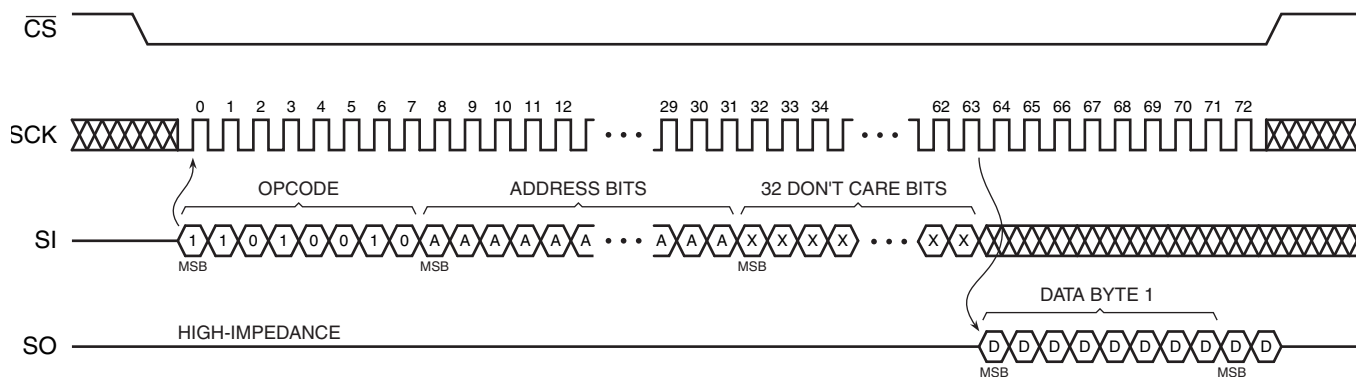 CS
0 1 2 3 4 5 6 7 8 9 10 11 12 29 30 31 32 33 34 62 63 64 65 66 67 68 69 70 71 72
SCK
OPCODE ADDRESS BITS 32 DON'T CARE BITS
SI 1 1 0 1 0 0 1 0 A A A A A A A A A X X X X X X
MSB MSB MSB
DATA BYTE 1
HIGH-IMPEDANCE
SO D D D D D D D D D D
MSB MSB